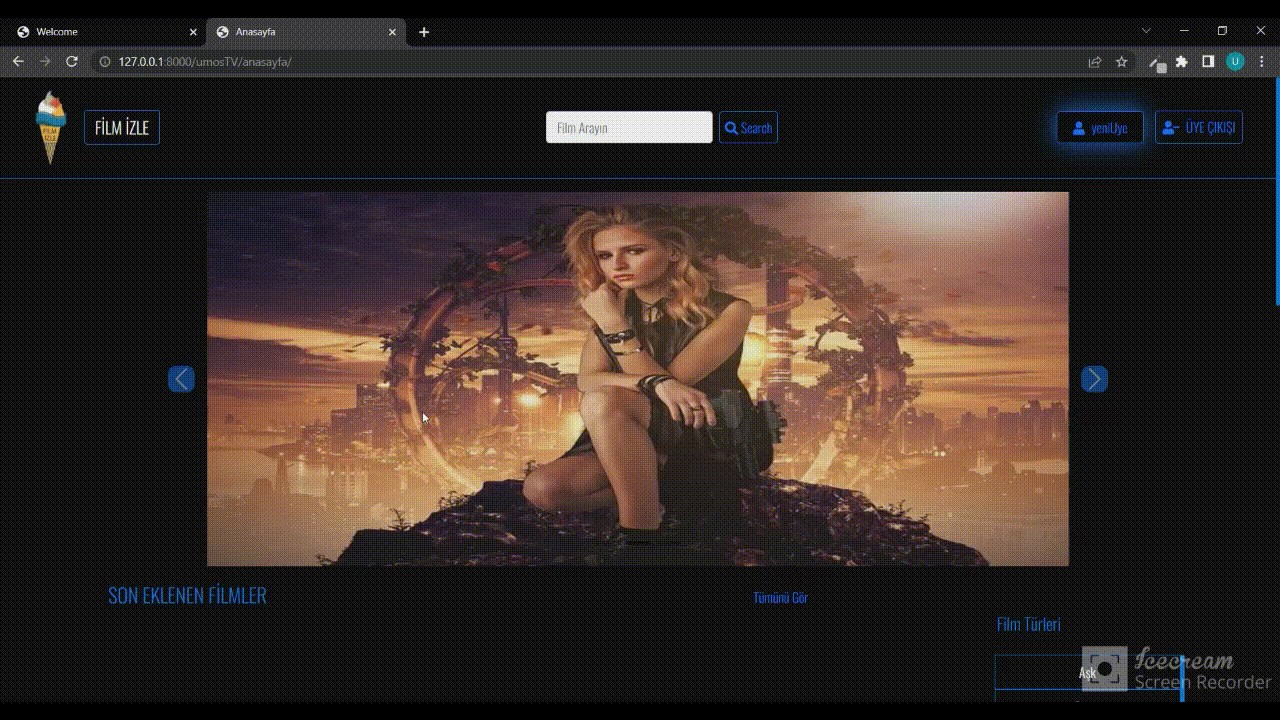 Welcome
Anasayfa
127.0.0.1:8000/umosTV/anasayfa/
U
FİLM İZLE
FİLM İZLE
Film Arayın
Search
yeniUye
ÜYE ÇIKIŞI
SON EKLENEN FİLMLER
Tümünü Gör
Film Türleri
Aşk
Icecream
Screen Recorder